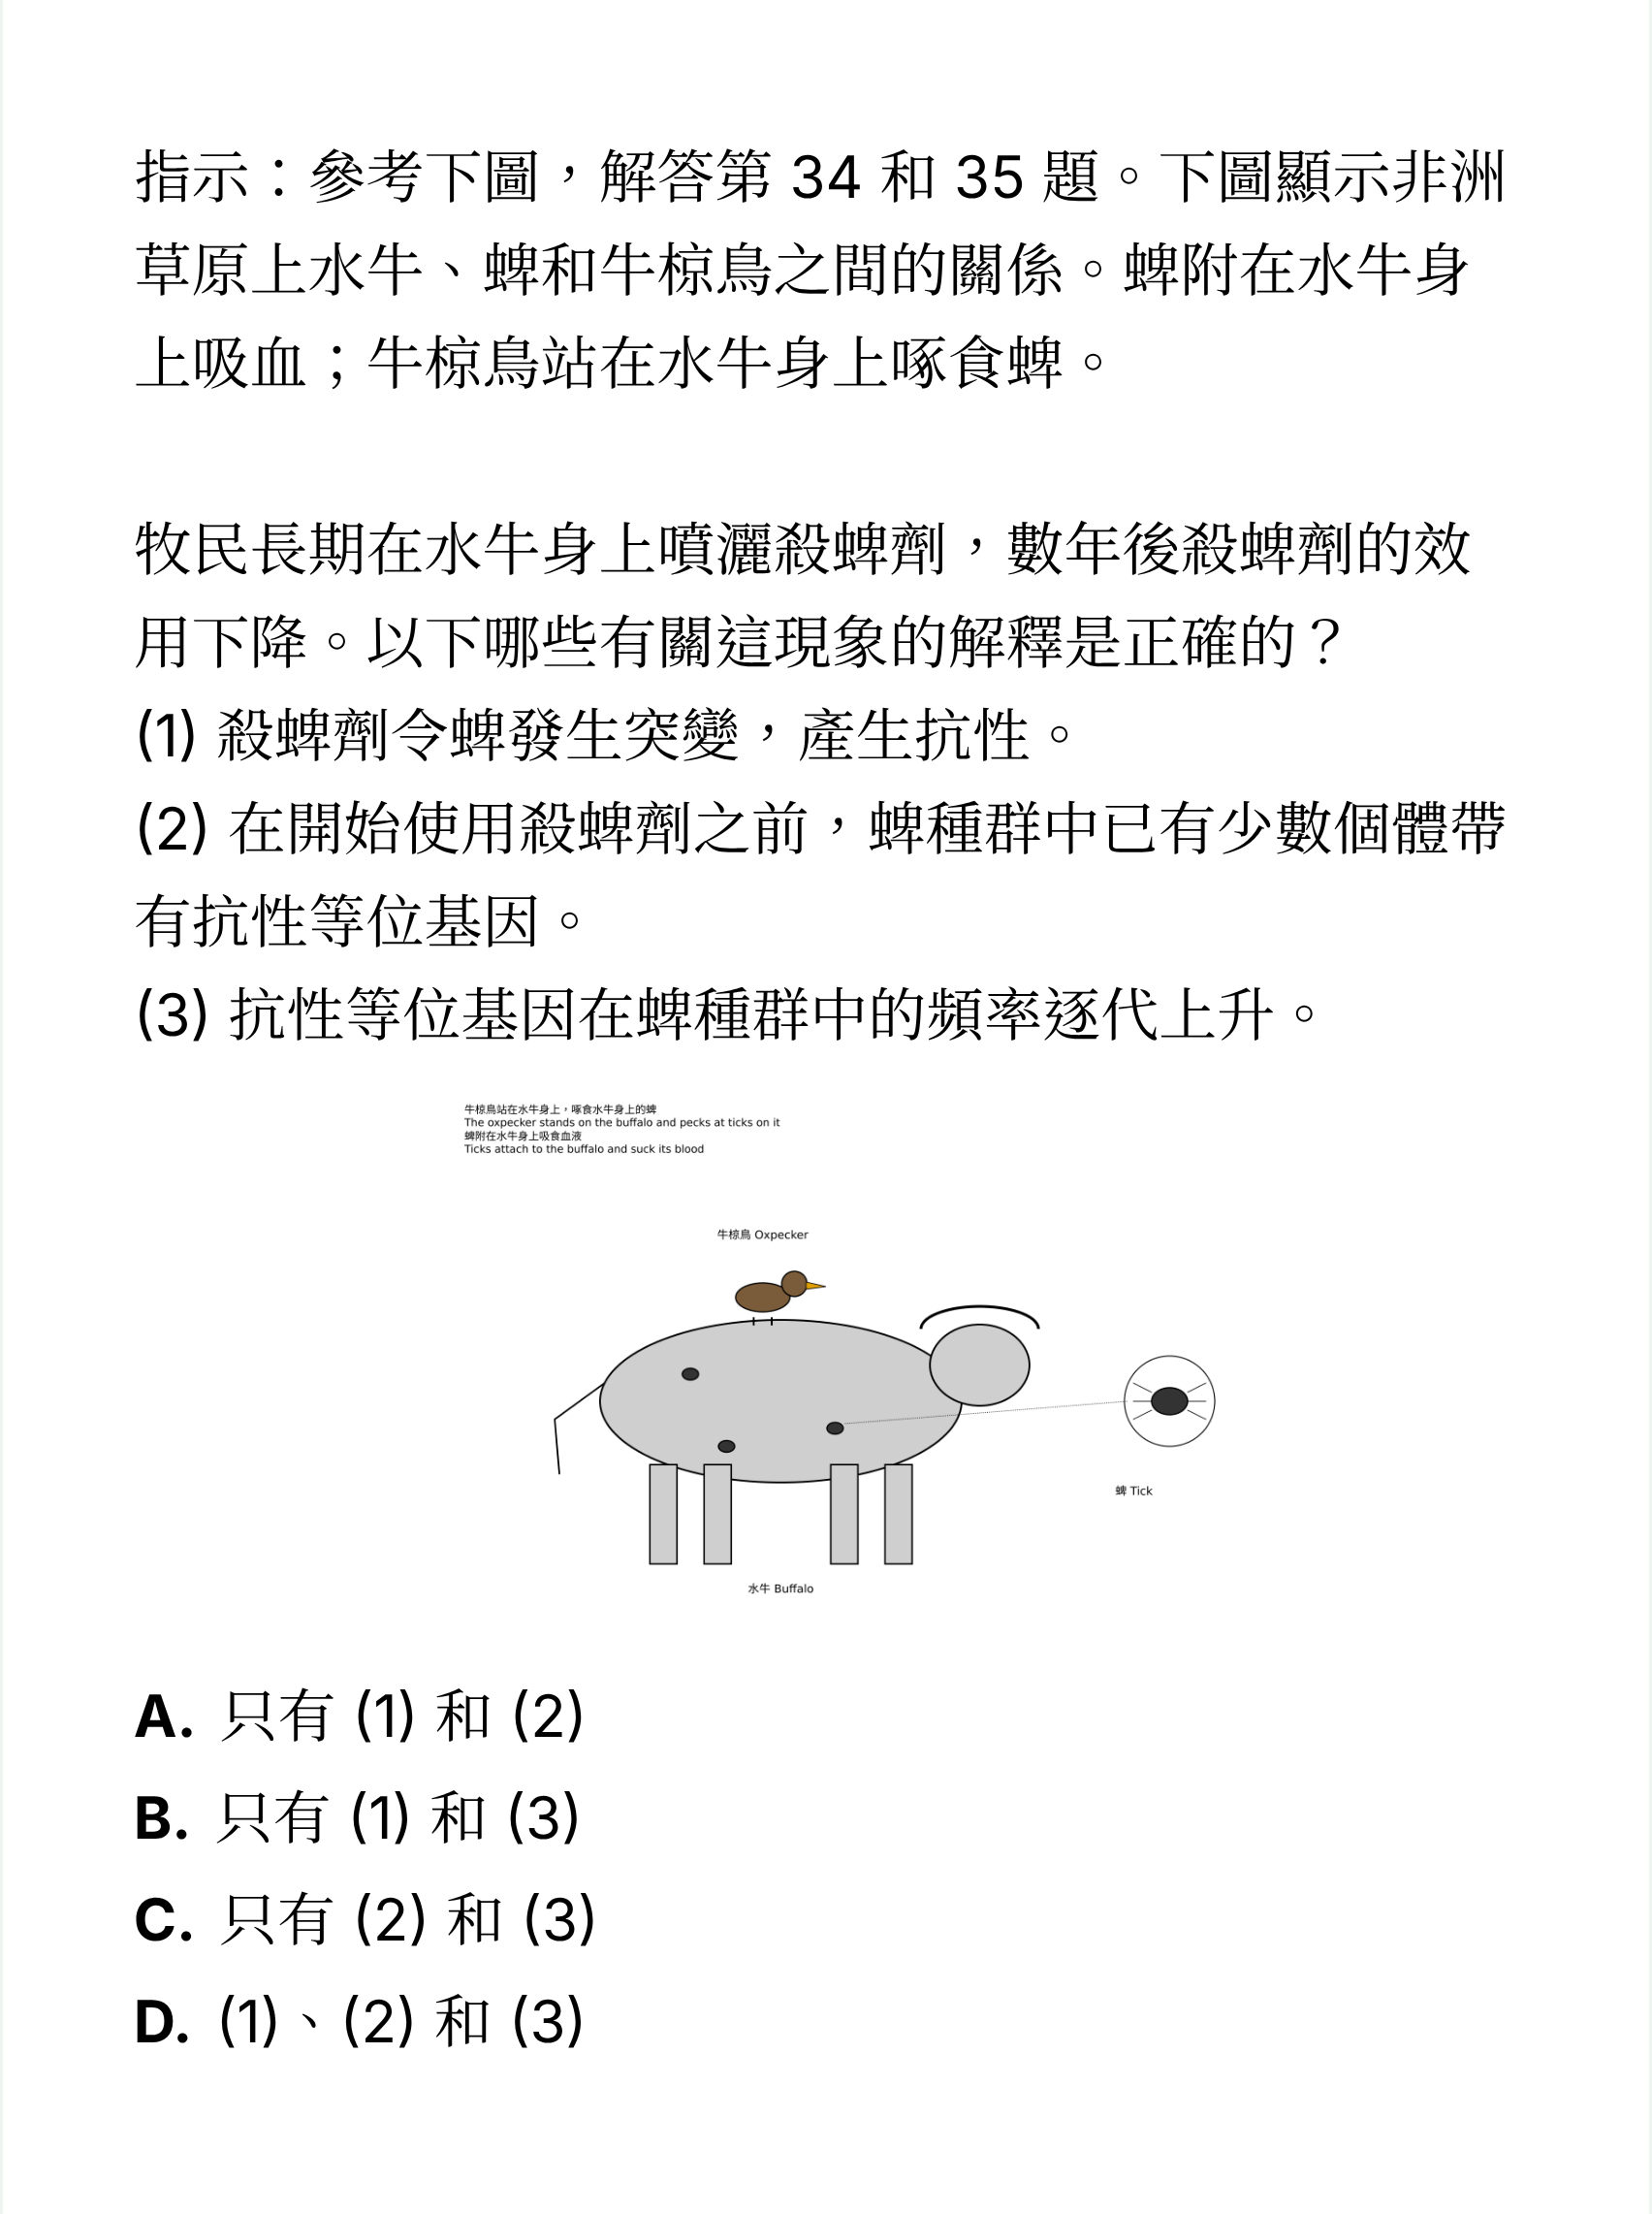 指示：參考下圖，解答第 34 和 35 題。下圖顯示非洲
草原上水牛、蜱和牛椋鳥之間的關係。蜱附在水牛身
上吸血；牛椋鳥站在水牛身上啄食蜱。
牧民長期在水牛身上噴灑殺蜱劑，數年後殺蜱劑的效
用下降。以下哪些有關這現象的解釋是正確的？
(1) 殺蜱劑令蜱發生突變，產生抗性。
(2) 在開始使用殺蜱劑之前，蜱種群中已有少數個體帶
有抗性等位基因。
(3) 抗性等位基因在蜱種群中的頻率逐代上升。
牛椋鳥站在水牛身上，啄食水牛身上的蜱
The oxpecker stands on the buffalo and pecks at ticks on it
蜱附在水牛身上吸食血液
Ticks attach to the buffalo and suck its blood
牛椋鳥 Oxpecker
蜱 Tick
水牛 Buffalo
A. 只有 (1) 和 (2)
B. 只有 (1) 和 (3)
C. 只有 (2) 和 (3)
D. (1)、(2) 和 (3)